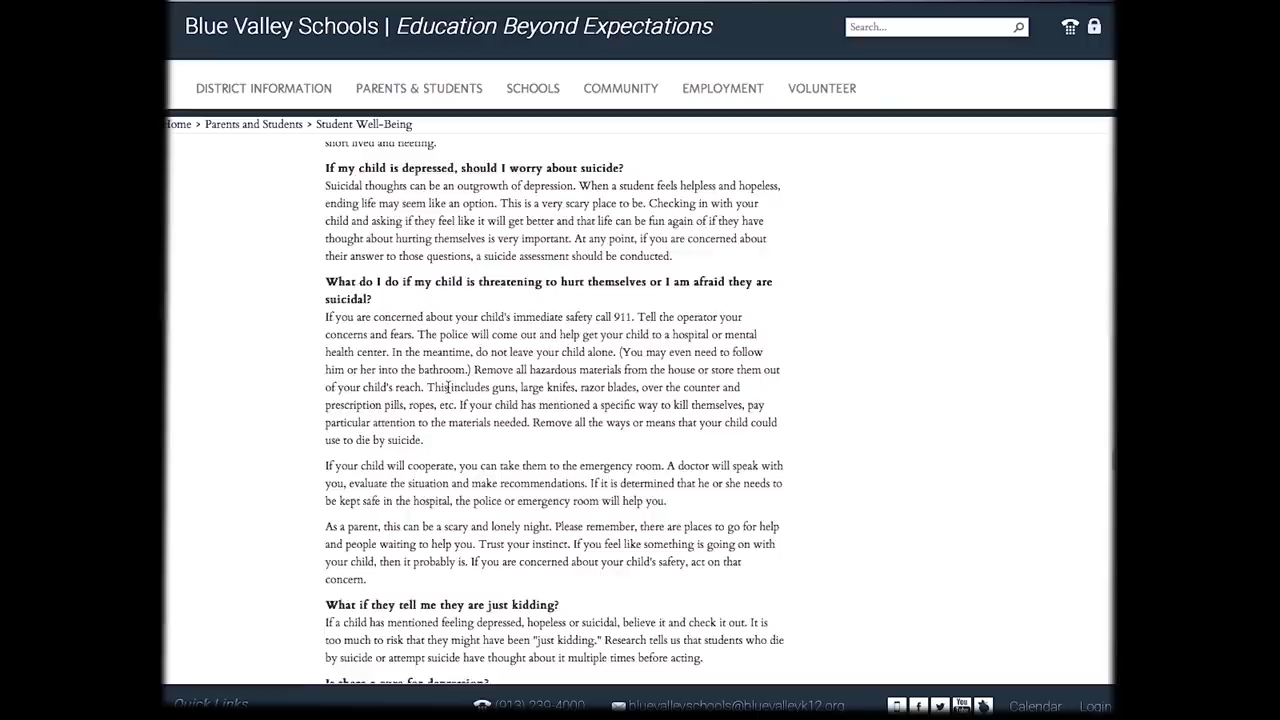 Blue Valley Schools | Education Beyond Expectations
Search...
DISTRICT INFORMATION PARENTS & STUDENTS SCHOOLS COMMUNITY EMPLOYMENT VOLUNTEER
Home > Parents and Students > Student Well-Being
short lived and fleeting.
If my child is depressed, should I worry about suicide?
Suicidal thoughts can be an outgrowth of depression. When a student feels helpless and hopeless,
ending life may seem like an option. This is a very scary place to be. Checking in with your
child and asking if they feel like it will get better and that life can be fun again of if they have
thought about hurting themselves is very important. At any point, if you are concerned about
their answer to those questions, a suicide assessment should be conducted.
What do I do if my child is threatening to hurt themselves or I am afraid they are
suicidal?
If you are concerned about your child's immediate safety call 911. Tell the operator your
concerns and fears. The police will come out and help get your child to a hospital or mental
health center. In the meantime, do not leave your child alone. (You may even need to follow
him or her into the bathroom.) Remove all hazardous materials from the house or store them out
of your child's reach. This includes guns, large knifes, razor blades, over the counter and
prescription pills, ropes, etc. If your child has mentioned a specific way to kill themselves, pay
particular attention to the materials needed. Remove all the ways or means that your child could
use to die by suicide.
If your child will cooperate, you can take them to the emergency room. A doctor will speak with
you, evaluate the situation and make recommendations. If it is determined that he or she needs to
be kept safe in the hospital, the police or emergency room will help you.
As a parent, this can be a scary and lonely night. Please remember, there are places to go for help
and people waiting to help you. Trust your instinct. If you feel like something is going on with
your child, then it probably is. If you are concerned about your child's safety, act on that
concern.
What if they tell me they are just kidding?
If a child has mentioned feeling depressed, hopeless or suicidal, believe it and check it out. It is
too much to risk that they might have been "just kidding." Research tells us that students who die
by suicide or attempt suicide have thought about it multiple times before acting.
Is there a cure for depression?
Quick Links (913) 239-4000 bluevalleyschools@bluevalleyk12.org You Tube Calendar Login